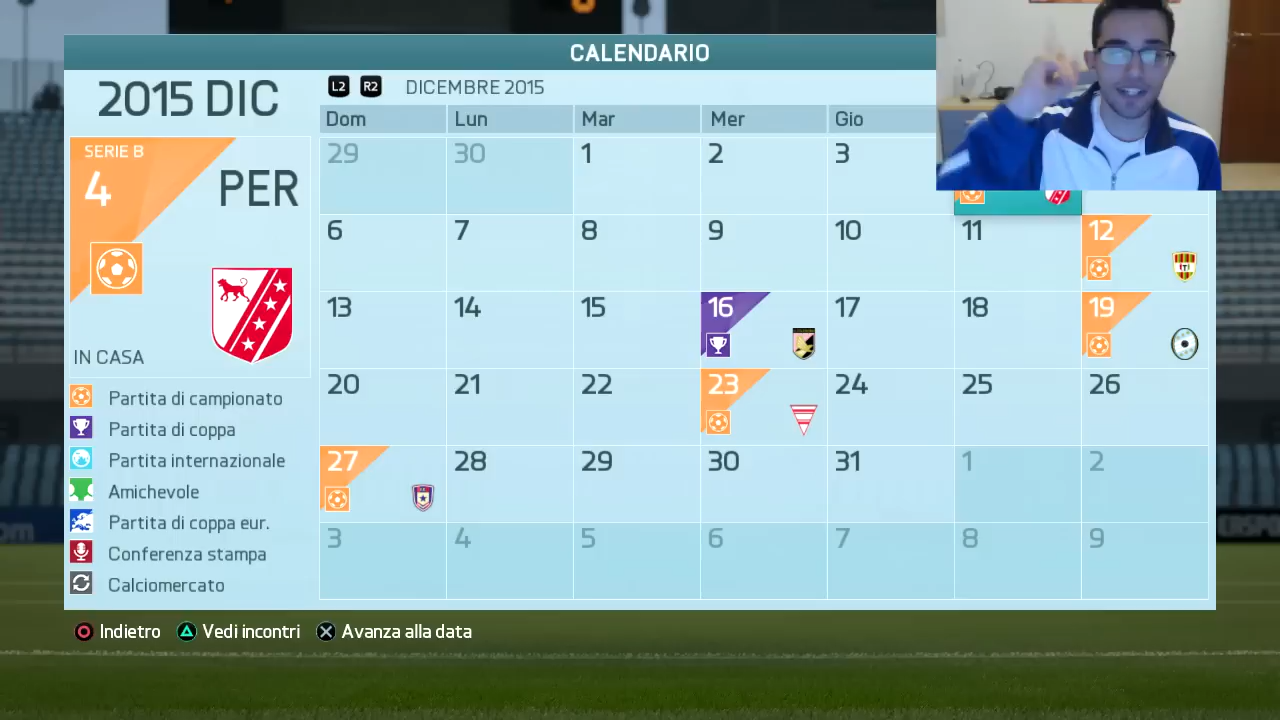 CALENDARIO
2015 DIC
L2 R2 DICEMBRE 2015
Dom Lun Mar Mer Gio
SERIE B
4
PER
IN CASA
29 30 1 2 3
6 7 8 9 10 11 12
13 14 15 16 17 18 19
20 21 22 23 24 25 26
27 28 29 30 31 1 2
3 4 5 6 7 8 9
Partita di campionato
Partita di coppa
Partita internazionale
Amichevole
Partita di coppa eur.
Conferenza stampa
Calciomercato
Indietro Vedi incontri Avanza alla data